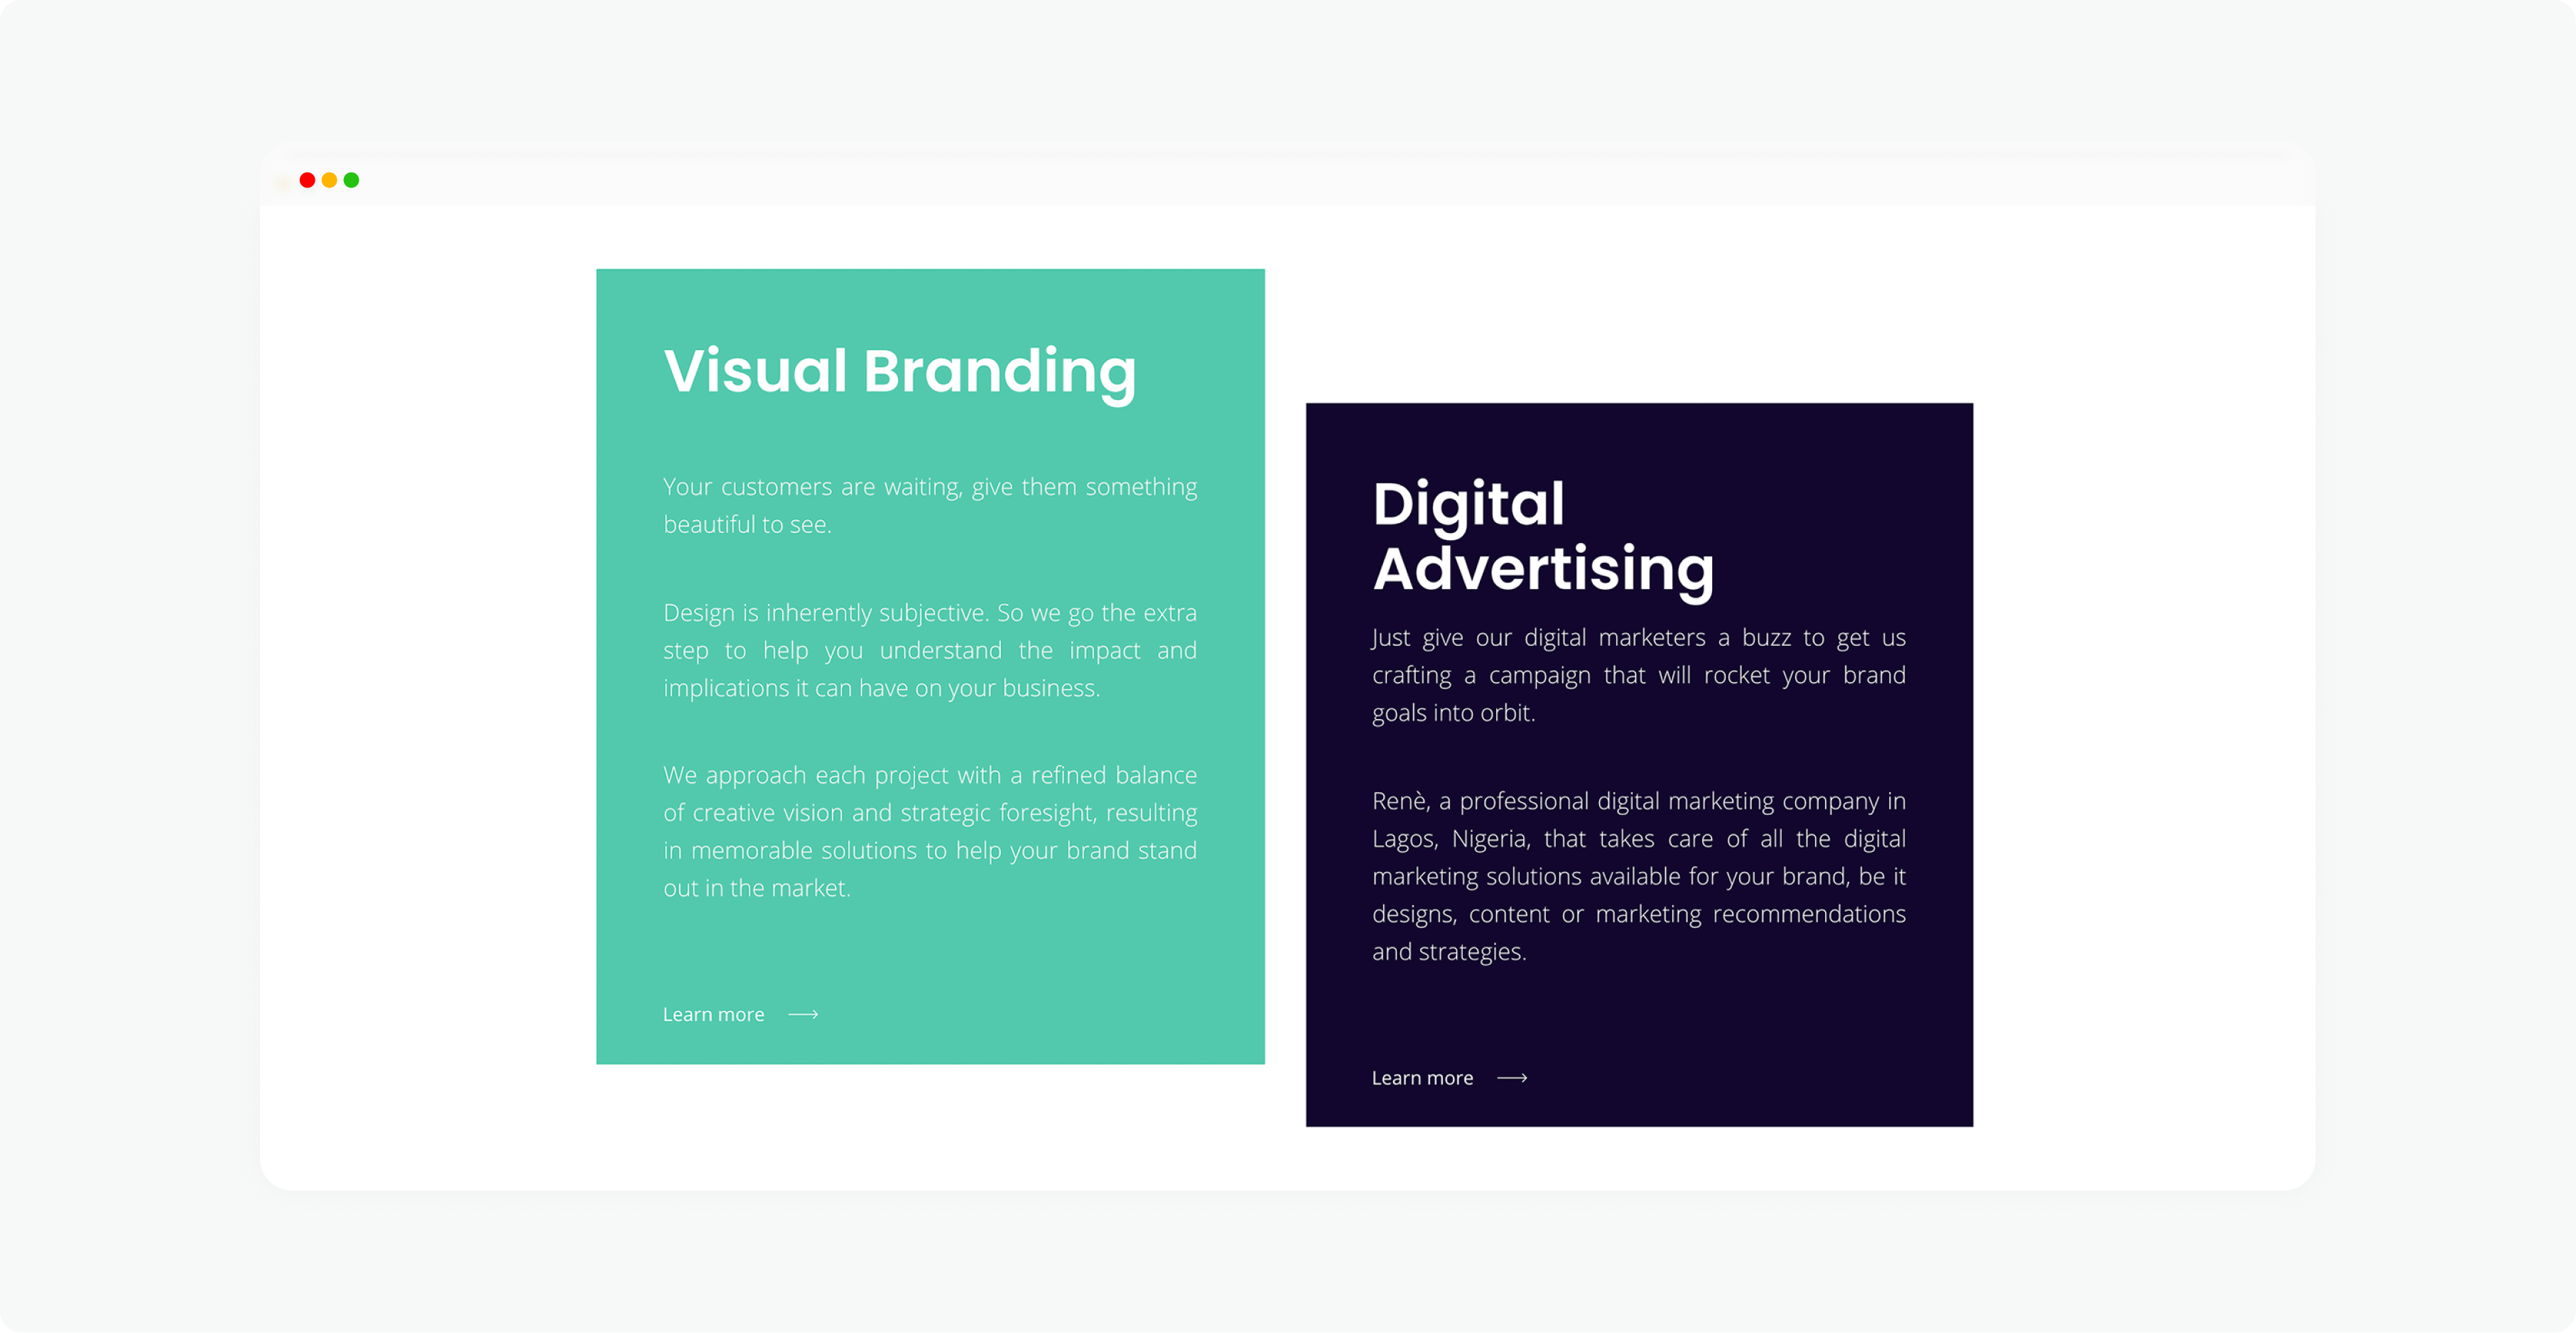 Visual Branding
Your customers are waiting, give them something
beautiful to see.
Design is inherently subjective. So we go the extra
step to help you understand the impact and
implications it can have on your business.
We approach each project with a refined balance
of creative vision and strategic foresight, resulting
in memorable solutions to help your brand stand
out in the market.
Learn more
Digital
Advertising
Just give our digital marketers a buzz to get us
crafting a campaign that will rocket your brand
goals into orbit.
Renè, a professional digital marketing company in
Lagos, Nigeria, that takes care of all the digital
marketing solutions available for your brand, be it
designs, content or marketing recommendations
and strategies.
Learn more